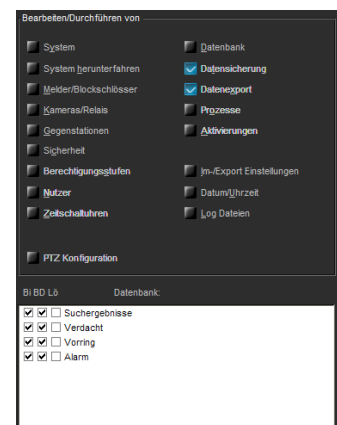 Bearbeiten/Durchführen von
System
Datenbank
System herunterfahren
Datensicherung
Melder/Blockschlösser
Datenexport
Kameras/Relais
Prozesse
Gegenstationen
Aktivierungen
Sicherheit
Berechtigungsstufen
Im-/Export Einstellungen
Nutzer
Datum/Uhrzeit
Zeitschaltuhren
Log Dateien
PTZ Konfiguration
Bi BD Lö Datenbank:
Suchergebnisse
Verdacht
Vorring
Alarm